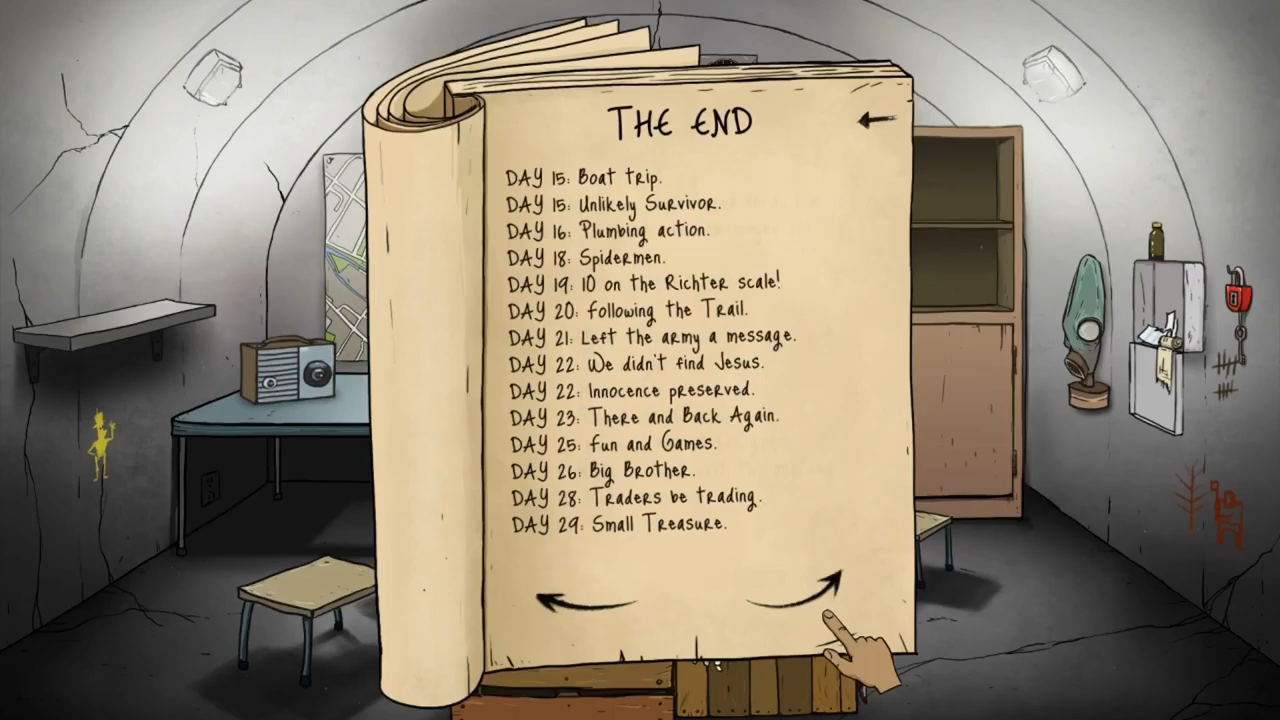 THE END
DAY 15: Boat trip.
DAY 15: Unlikely Survivor.
DAY 16: Plumbing action.
DAY 18: Spidermen.
DAY 19: 10 on the Richter scale!
DAY 20: Following the Trail.
DAY 21: Left the army a message.
DAY 22: We didn't find Jesus.
DAY 22: Innocence preserved.
DAY 23: There and Back Again.
DAY 25: Fun and Games.
DAY 26: Big Brother.
DAY 28: Traders be trading.
DAY 29: Small Treasure.